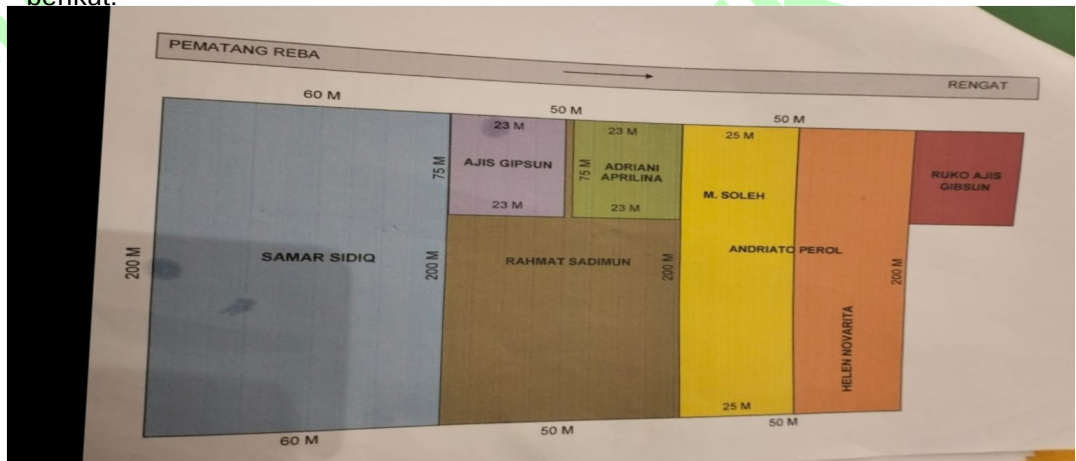 berikut:
PEMATANG REBA
RENGAT
60 M
50 M
50 M
23 M
23 M
25 M
75 M
AJIS GIPSUN
75 M
ADRIANI
APRILINA
M. SOLEH
RUKO AJIS
GIBSUN
23 M
23 M
200 M
SAMAR SIDIQ
200 M
RAHMAT SADIMUN
200 M
ANDRIATO PEROL
200 M
HELEN NOVARITA
25 M
60 M
50 M
50 M